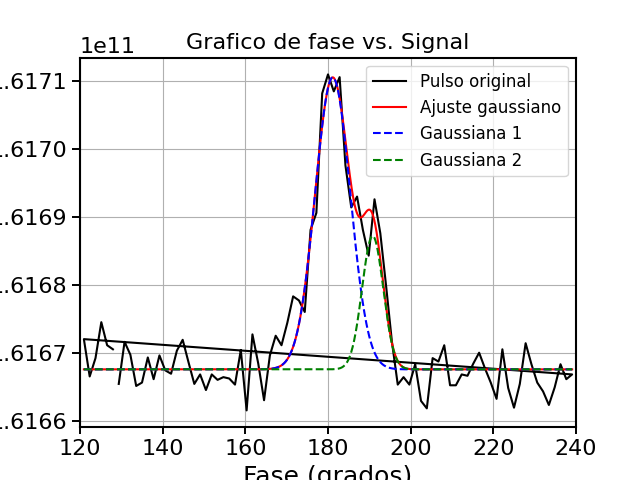 1e11
Grafico de fase vs. Signal
Pulso original
Ajuste gaussiano
Gaussiana 1
Gaussiana 2
.6171
.6170
.6169
.6168
.6167
.6166
120 140 160 180 200 220 240
Fase (grados)